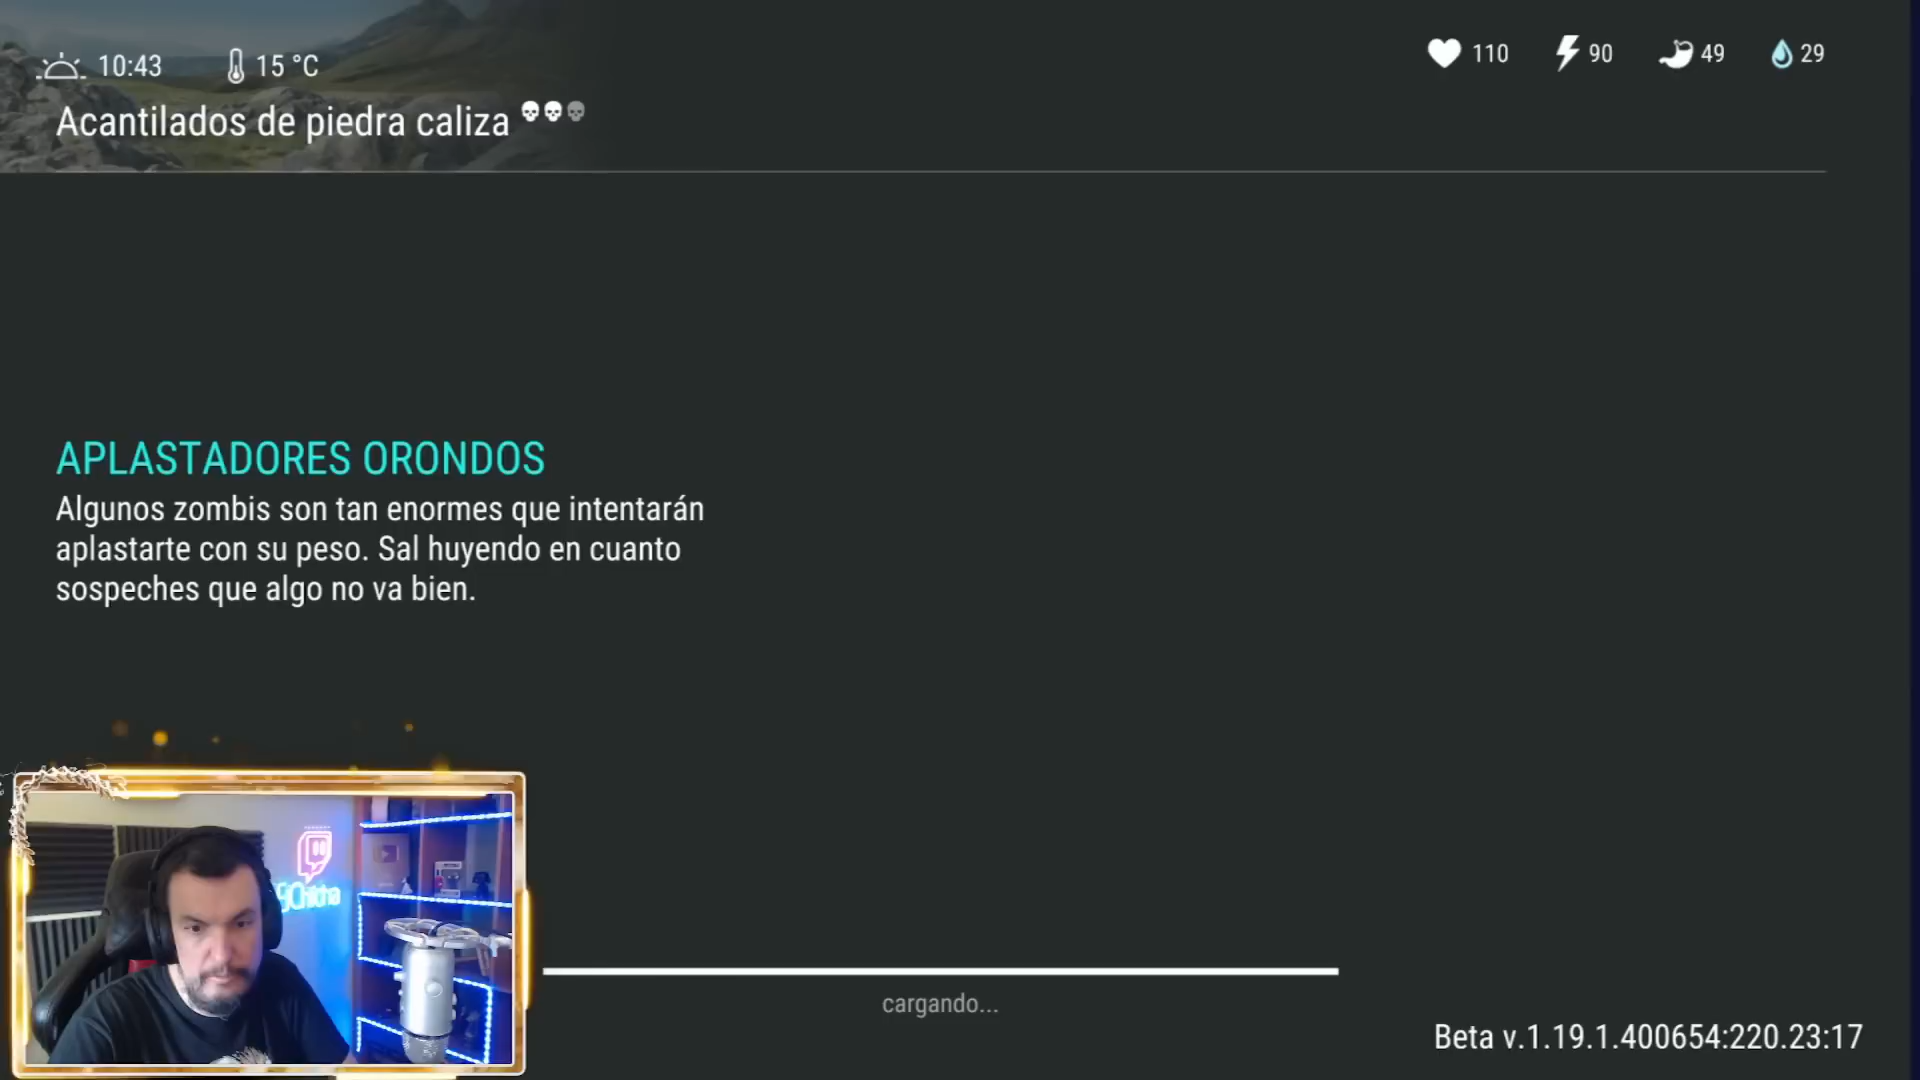 10:43 15 °C
110 90 49 29
Acantilados de piedra caliza
APLASTADORES ORONDOS
Algunos zombis son tan enormes que intentarán
aplastarte con su peso. Sal huyendo en cuanto
sospeches que algo no va bien.
cargando...
Beta v.1.19.1.400654:220.23:17